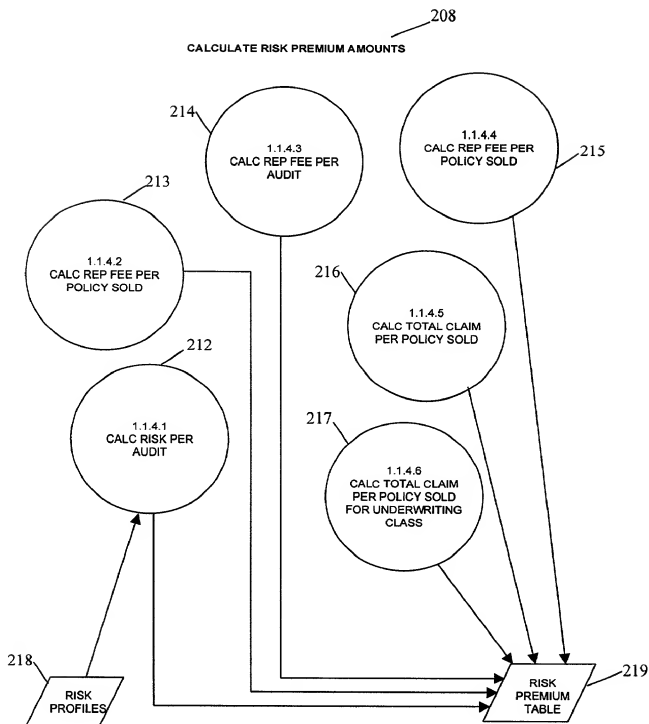 208
CALCULATE RISK PREMIUM AMOUNTS
214
1.1.4.3
CALC REP FEE PER
AUDIT
1.1.4.4
CALC REP FEE PER
POLICY SOLD
215
213
1.1.4.2
CALC REP FEE PER
POLICY SOLD
216
1.1.4.5
CALC TOTAL CLAIM
PER POLICY SOLD
212
1.1.4.1
CALC RISK PER
AUDIT
217
1.1.4.6
CALC TOTAL CLAIM
PER POLICY SOLD
FOR UNDERWRITING
CLASS
218
RISK
PROFILES
RISK
PREMIUM
TABLE
219